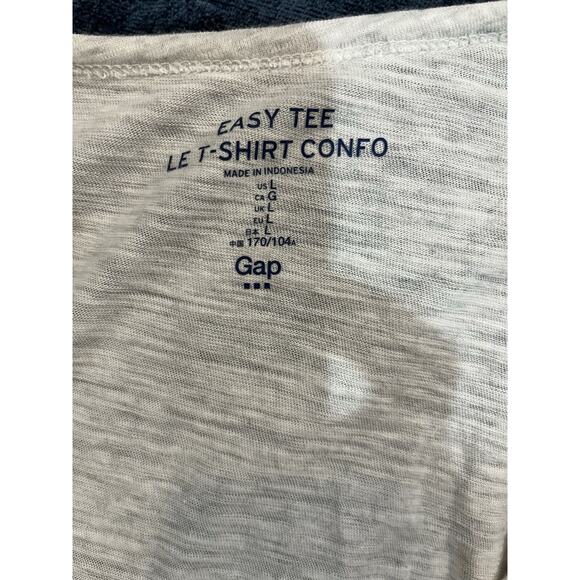 EASY TEE
LE T-SHIRT CONFO
MADE IN INDONESIA
US L
CA G
UK L
EU L
日本 L
中国 170/104A
Gap